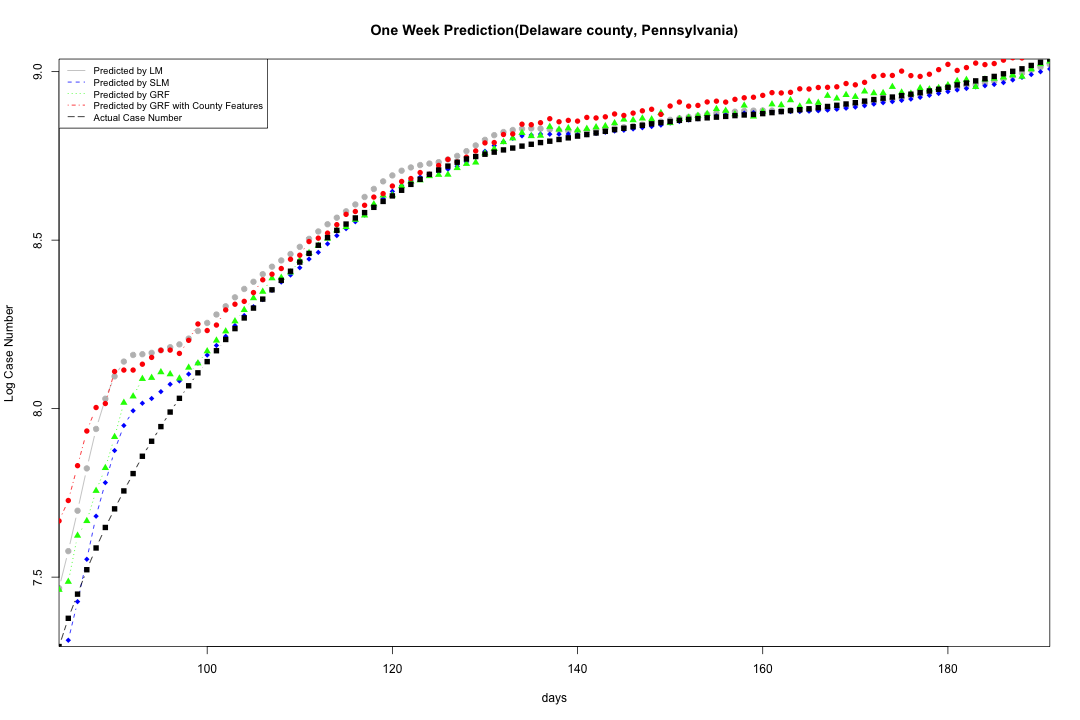 One Week Prediction(Delaware county, Pennsylvania)
Predicted by LM
Predicted by SLM
Predicted by GRF
Predicted by GRF with County Features
Actual Case Number
9.0
8.5
8.0
7.5
Log Case Number
100 120 140 160 180
days